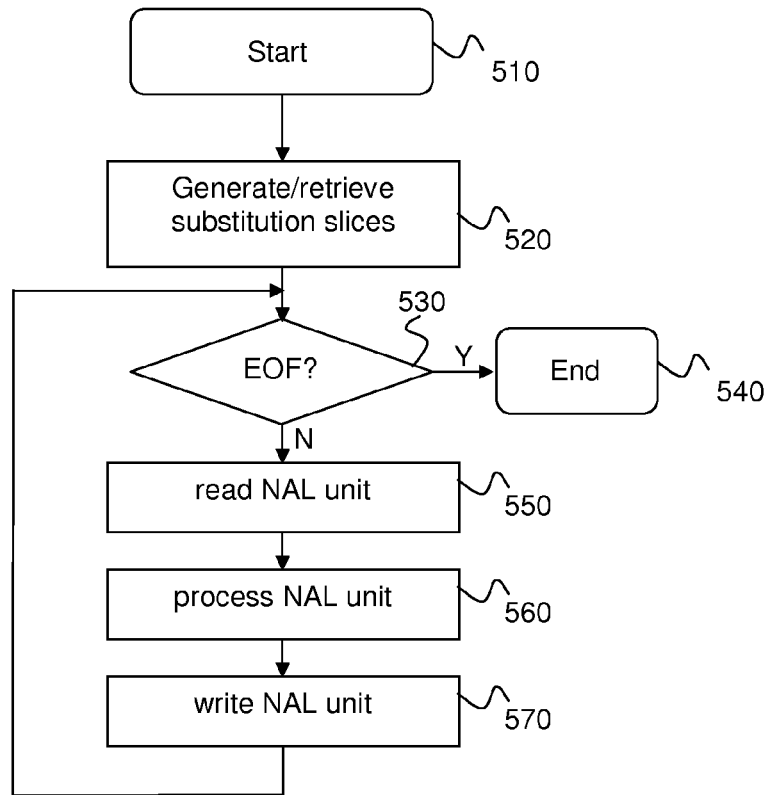 Start
510
Generate/retrieve
substitution slices
520
530
EOF?
Y
End
540
N
read NAL unit
550
process NAL unit
560
write NAL unit
570